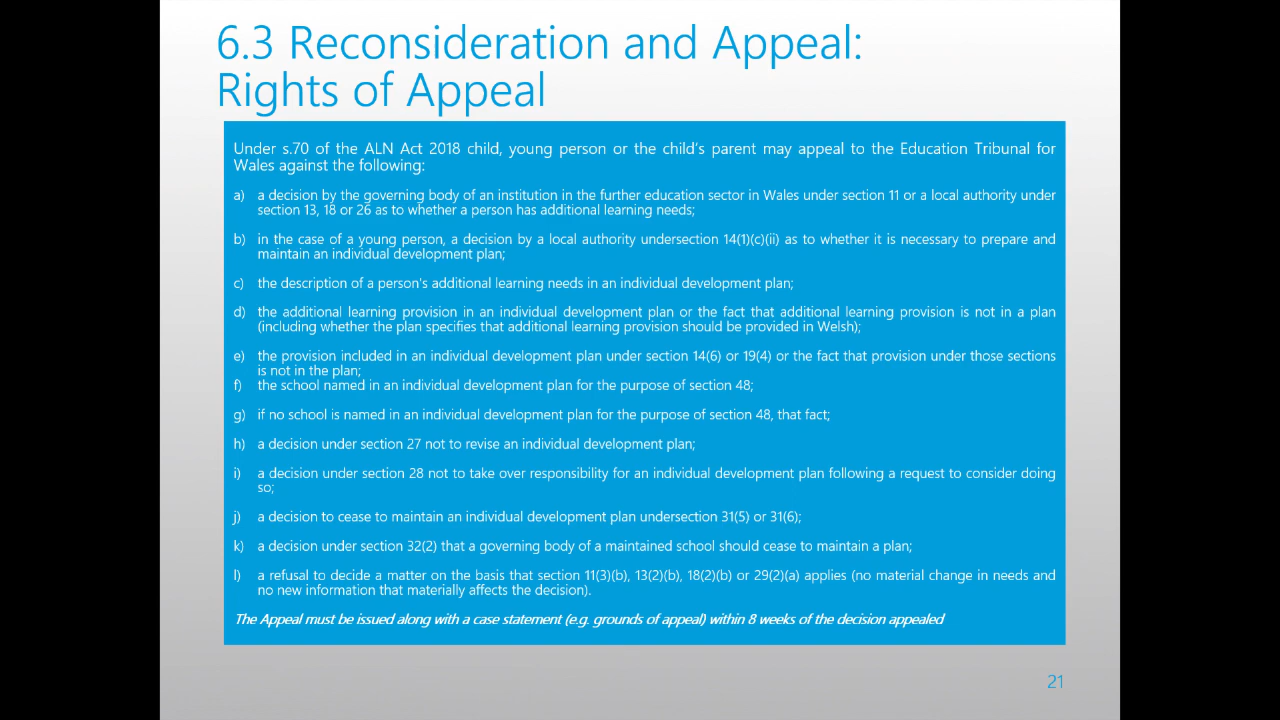 6.3 Reconsideration and Appeal:
Rights of Appeal
Under s.70 of the ALN Act 2018 child, young person or the child's parent may appeal to the Education Tribunal for
Wales against the following:
a) a decision by the governing body of an institution in the further education sector in Wales under section 11 or a local authority under
section 13, 18 or 26 as to whether a person has additional learning needs;
b) in the case of a young person, a decision by a local authority undersection 14(1)(c)(ii) as to whether it is necessary to prepare and
maintain an individual development plan;
c) the description of a person's additional learning needs in an individual development plan;
d) the additional learning provision in an individual development plan or the fact that additional learning provision is not in a plan
(including whether the plan specifies that additional learning provision should be provided in Welsh);
e) the provision included in an individual development plan under section 14(6) or 19(4) or the fact that provision under those sections
is not in the plan;
f) the school named in an individual development plan for the purpose of section 48;
g) if no school is named in an individual development plan for the purpose of section 48, that fact;
h) a decision under section 27 not to revise an individual development plan;
i) a decision under section 28 not to take over responsibility for an individual development plan following a request to consider doing
so;
j) a decision to cease to maintain an individual development plan undersection 31(5) or 31(6);
k) a decision under section 32(2) that a governing body of a maintained school should cease to maintain a plan;
l) a refusal to decide a matter on the basis that section 11(3)(b), 13(2)(b), 18(2)(b) or 29(2)(a) applies (no material change in needs and
no new information that materially affects the decision).
The Appeal must be issued along with a case statement (e.g. grounds of appeal) within 8 weeks of the decision appealed
21